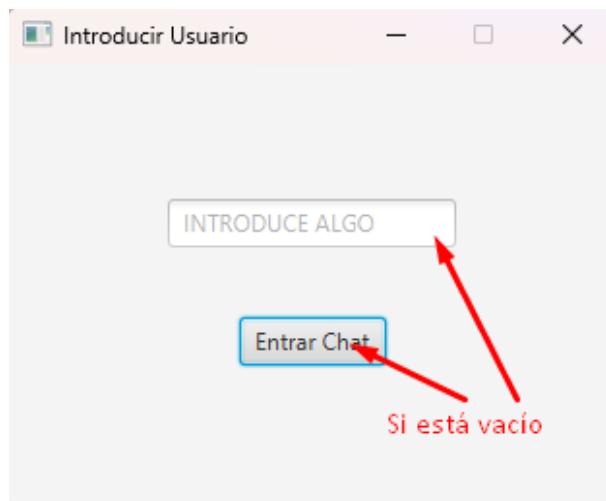 Introducir Usuario
INTRODUCE ALGO
Entrar Chat
Si está vacío